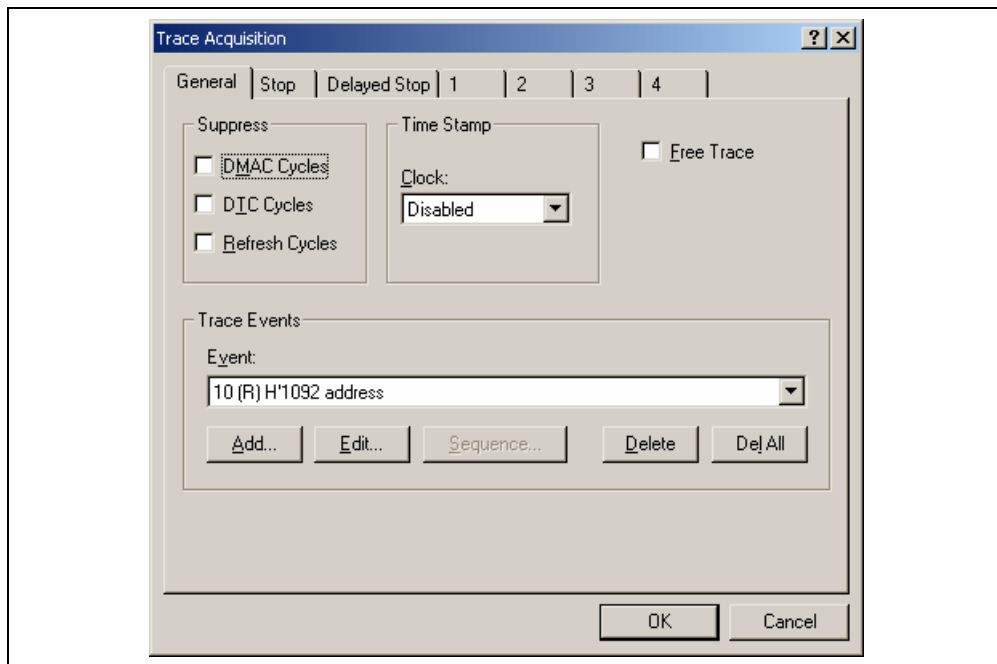 Trace Acquisition
General Stop Delayed Stop 1 2 3 4
Suppress
DMAC Cycles
DTC Cycles
Refresh Cycles
Time Stamp
Clock:
Disabled
Free Trace
Trace Events
Event:
10 (R) H'1092 address
Add... Edit... Sequence... Delete Del All
OK Cancel